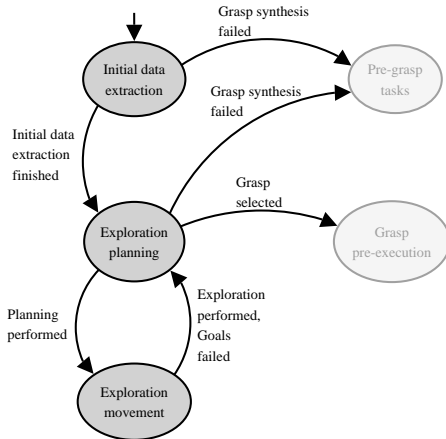 Grasp synthesis
failed
Initial data
extraction
Pre-grasp
tasks
Grasp synthesis
failed
Initial data
extraction
finished
Grasp
selected
Exploration
planning
Grasp
pre-execution
Planning
performed
Exploration
performed,
Goals
failed
Exploration
movement